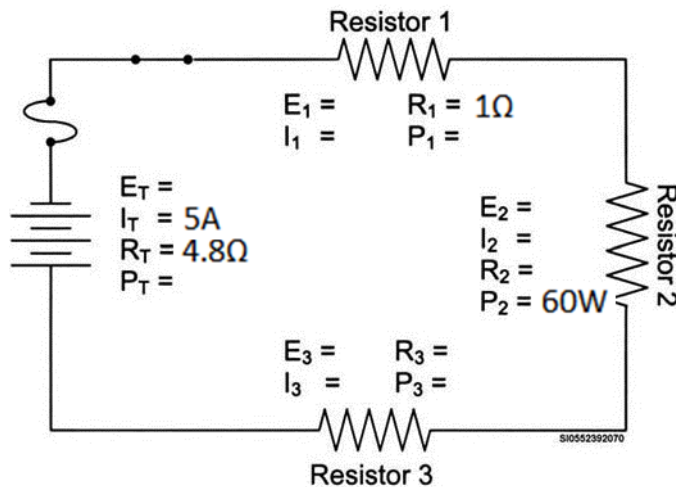 Resistor 1
E₁ = R₁ = 1Ω
I₁ = P₁ =
E_T =
I_T = 5A
R_T = 4.8Ω
P_T =
E₂ =
I₂ =
R₂ =
P₂ = 60W
Resistor 2
E₃ = R₃ =
I₃ = P₃ =
SI0552392070
Resistor 3